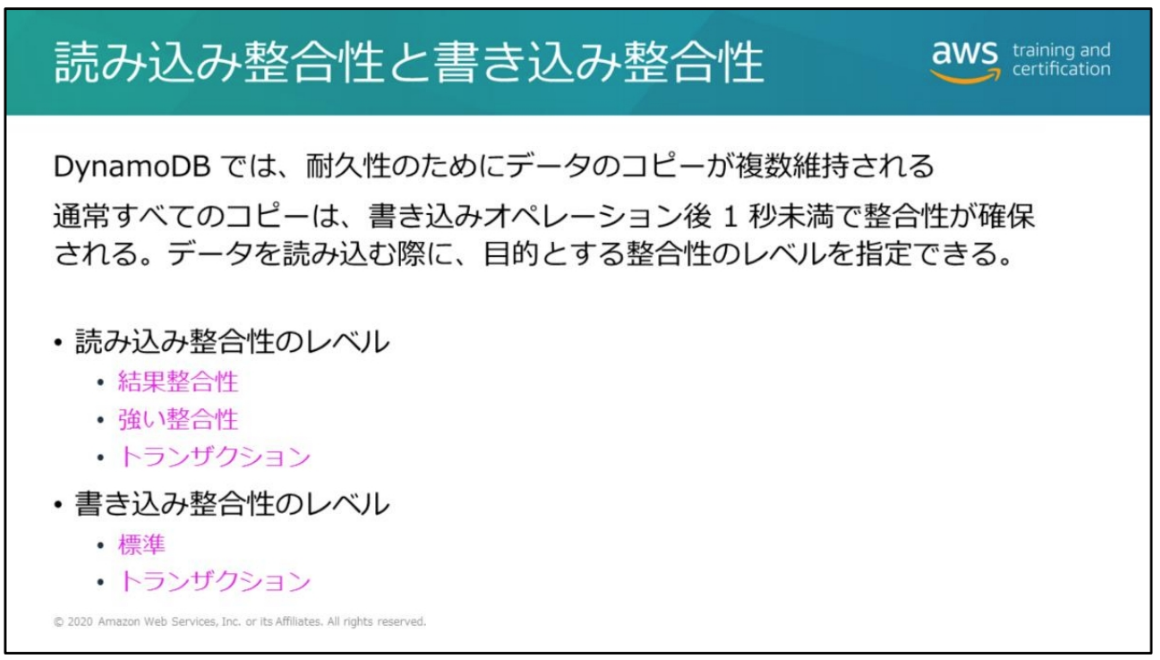 読み込み整合性と書き込み整合性
aws training and
certification
DynamoDB では、耐久性のためにデータのコピーが複数維持される
通常すべてのコピーは、書き込みオペレーション後 1 秒未満で整合性が確保
される。データを読み込む際に、目的とする整合性のレベルを指定できる。
• 読み込み整合性のレベル
• 結果整合性
• 強い整合性
• トランザクション
• 書き込み整合性のレベル
• 標準
• トランザクション
© 2020 Amazon Web Services, Inc. or its Affiliates. All rights reserved.